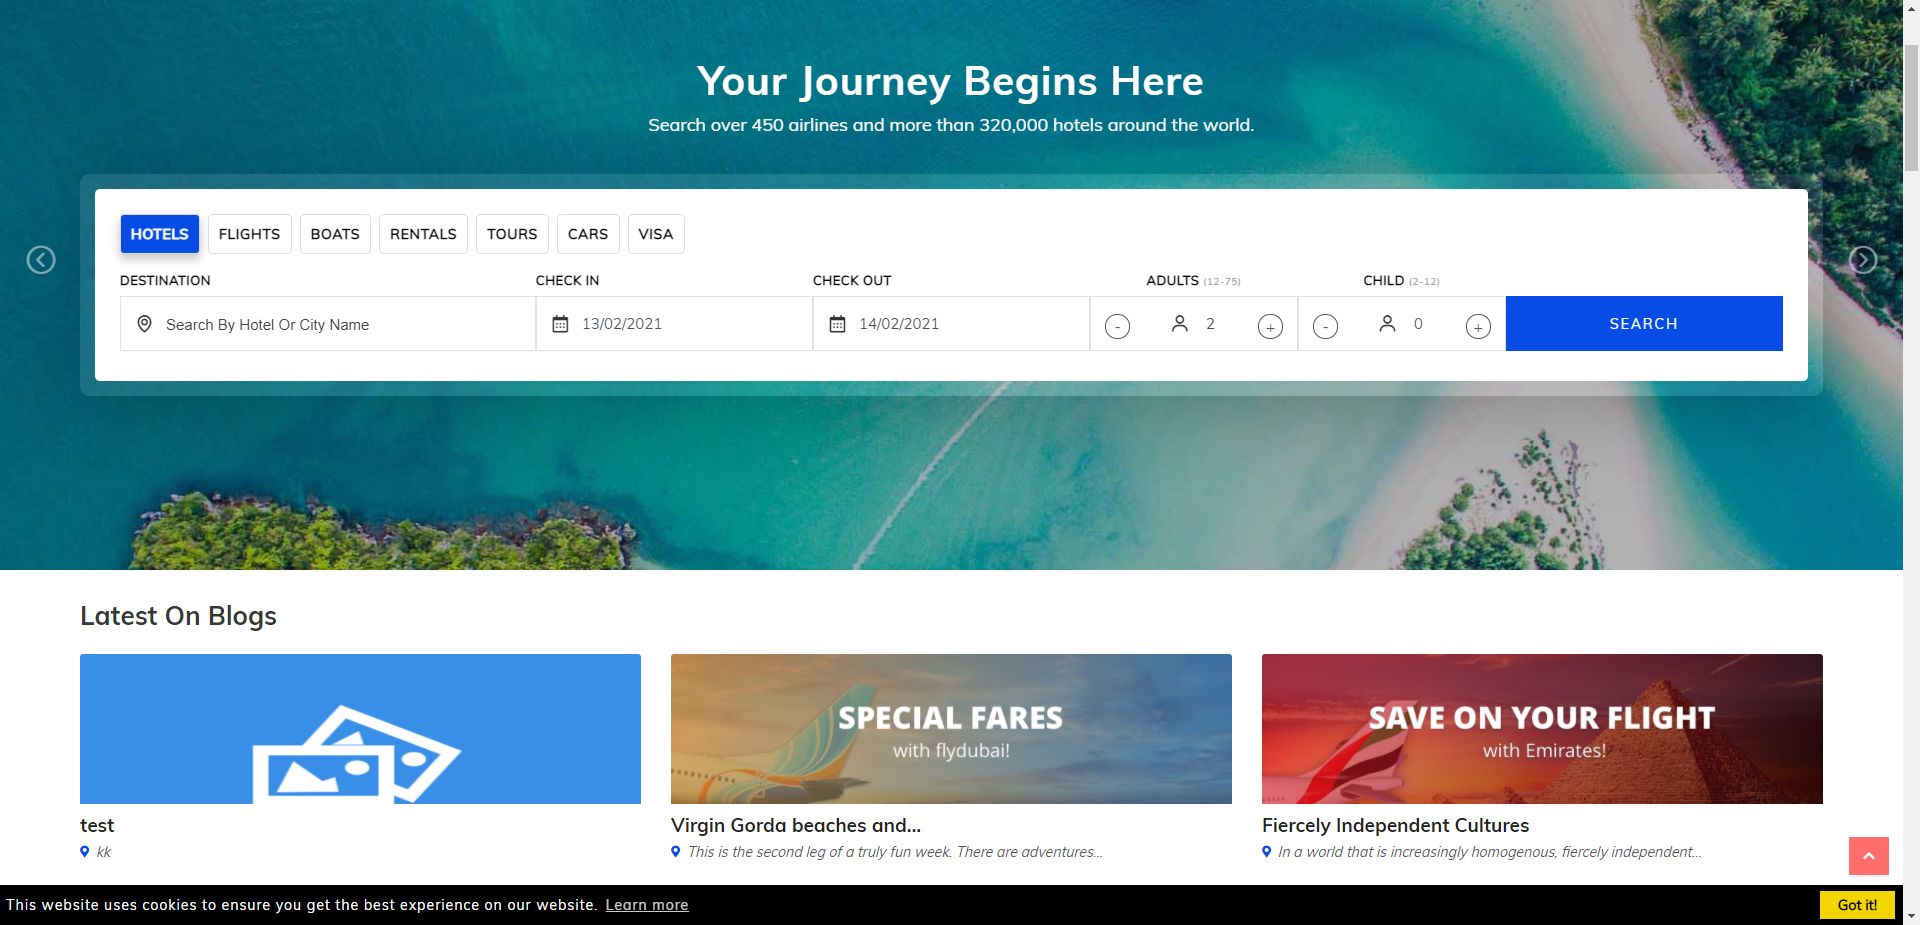 Your Journey Begins Here
Search over 450 airlines and more than 320,000 hotels around the world.
HOTELS FLIGHTS BOATS RENTALS TOURS CARS VISA
DESTINATION CHECK IN CHECK OUT ADULTS (12-75) CHILD (2-12)
Search By Hotel Or City Name 13/02/2021 14/02/2021 - 2 + - 0 + SEARCH
Latest On Blogs
SPECIAL FARES
with flydubai!
SAVE ON YOUR FLIGHT
with Emirates!
test
kk
Virgin Gorda beaches and...
This is the second leg of a truly fun week. There are adventures...
Fiercely Independent Cultures
In a world that is increasingly homogenous, fiercely independent...
This website uses cookies to ensure you get the best experience on our website. Learn more
Got it!